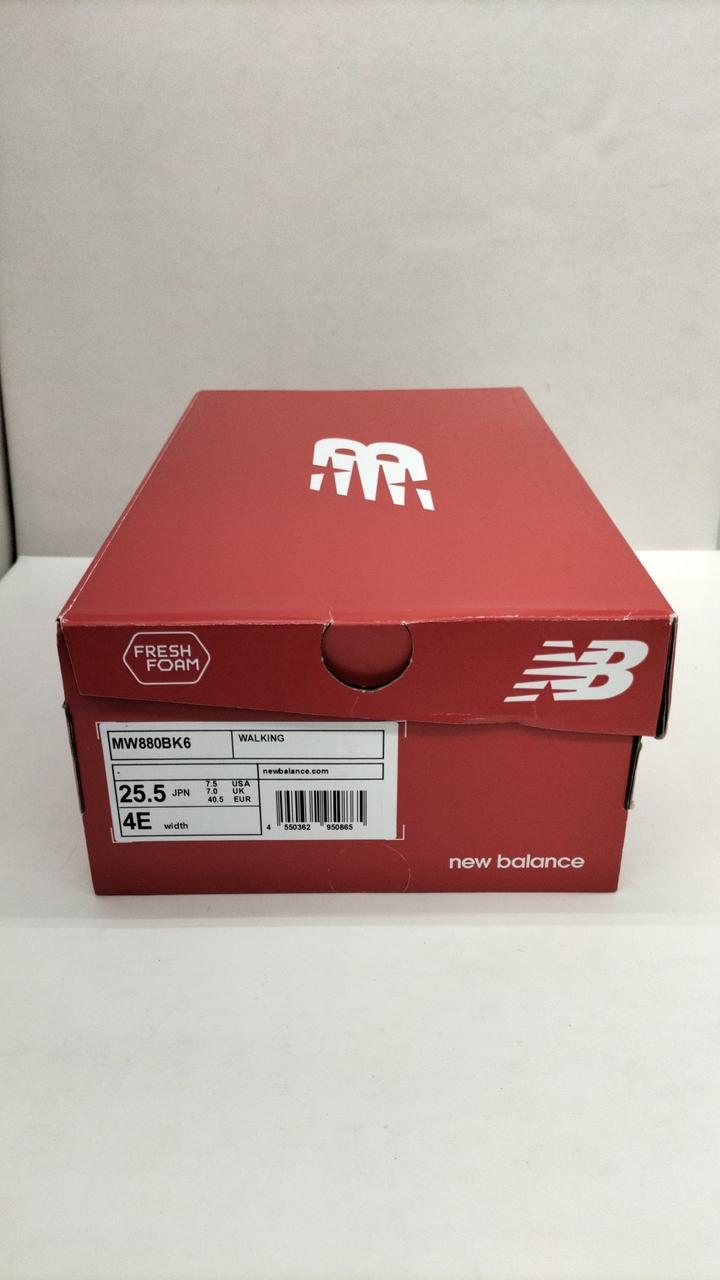 FRESH
FOAM
NB
MW880BK6 WALKING
- newbalance.com
25.5 JPN 7.5 USA
7.0 UK
40.5 EUR
4E width
4 550362 950865
new balance